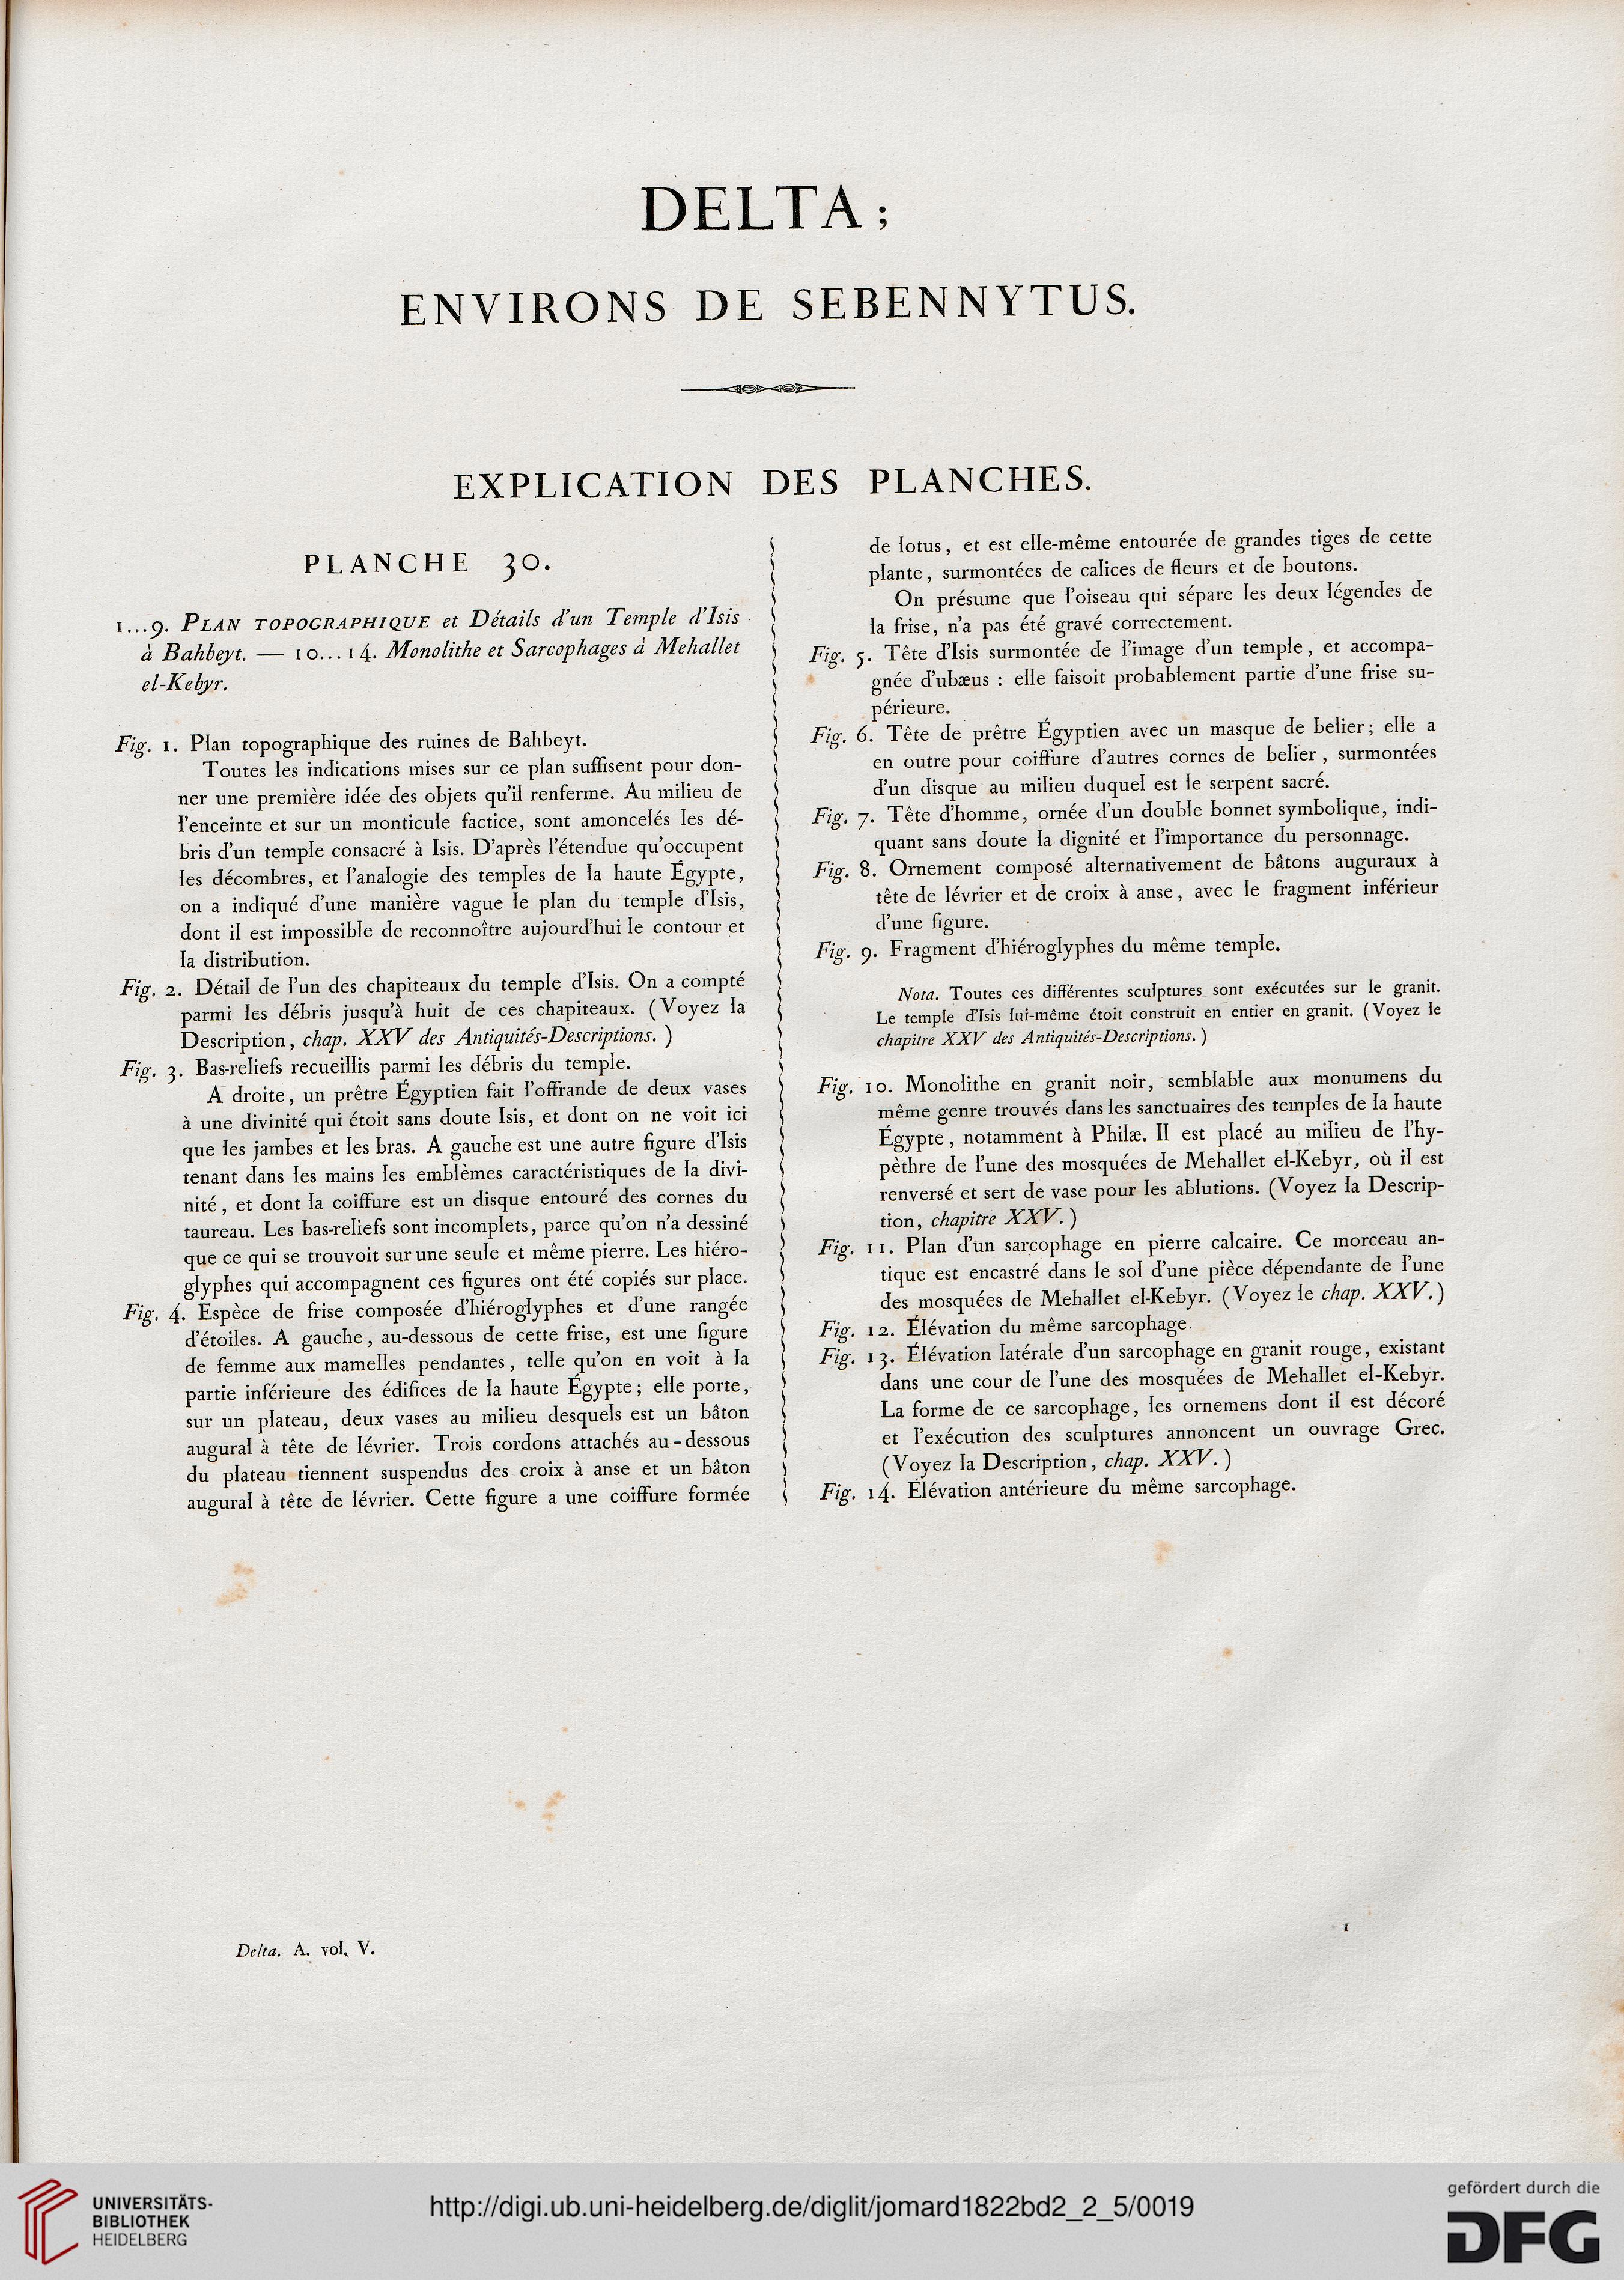 DELTA;
ENVIRONS DE SEBENNYTUS.
EXPLICATION DES PLANCHES.
PLANCHE 30.
1...9. PLAN TOPOGRAPHIQUE et Détails d'un Temple d'Isis
à Bahbeyt. — 10...14. Monolithe et Sarcophages à Mehallet
el-Kebyr.
Fig. 1. Plan topographique des ruines de Bahbeyt.
Toutes les indications mises sur ce plan suffisent pour don-
ner une première idée des objets qu'il renferme. Au milieu de
l'enceinte et sur un monticule factice, sont amoncelés les dé-
bris d'un temple consacré à Isis. D'après l'étendue qu'occupent
les décombres, et l'analogie des temples de la haute Égypte,
on a indiqué d'une manière vague le plan du temple d'Isis,
dont il est impossible de reconnoître aujourd'hui le contour et
la distribution.
Fig. 2. Détail de l'un des chapiteaux du temple d'Isis. On a compté
parmi les débris jusqu'à huit de ces chapiteaux. (Voyez la
Description, chap. XXV des Antiquités-Descriptions. )
Fig. 3. Bas-reliefs recueillis parmi les débris du temple.
A droite, un prêtre Égyptien fait l'offrande de deux vases
à une divinité qui étoit sans doute Isis, et dont on ne voit ici
que les jambes et les bras. A gauche est une autre figure d'Isis
tenant dans les mains les emblèmes caractéristiques de la divi-
nité, et dont la coiffure est un disque entouré des cornes du
taureau. Les bas-reliefs sont incomplets, parce qu'on n'a dessiné
que ce qui se trouvoit sur une seule et même pierre. Les hiéro-
glyphes qui accompagnent ces figures ont été copiés sur place.
Fig. 4. Espèce de frise composée d'hiéroglyphes et d'une rangée
d'étoiles. A gauche, au-dessous de cette frise, est une figure
de femme aux mamelles pendantes, telle qu'on en voit à la
partie inférieure des édifices de la haute Égypte; elle porte,
sur un plateau, deux vases au milieu desquels est un bâton
augural à tête de lévrier. Trois cordons attachés au-dessous
du plateau tiennent suspendus des croix à anse et un bâton
augural à tête de lévrier. Cette figure a une coiffure formée
de lotus, et est elle-même entourée de grandes tiges de cette
plante, surmontées de calices de fleurs et de boutons.
On présume que l'oiseau qui sépare les deux légendes de
la frise, n'a pas été gravé correctement.
Fig. 5. Tête d'Isis surmontée de l'image d'un temple, et accompa-
gnée d'ubæus : elle faisoit probablement partie d'une frise su-
périeure.
Fig. 6. Tête de prêtre Égyptien avec un masque de belier; elle a
en outre pour coiffure d'autres cornes de belier, surmontées
d'un disque au milieu duquel est le serpent sacré.
Fig. 7. Tête d'homme, ornée d'un double bonnet symbolique, indi-
quant sans doute la dignité et l'importance du personnage.
Fig. 8. Ornement composé alternativement de bâtons auguraux à
tête de lévrier et de croix à anse, avec le fragment inférieur
d'une figure.
Fig. 9. Fragment d'hiéroglyphes du même temple.
Nota. Toutes ces différentes sculptures sont exécutées sur le granit.
Le temple d'Isis lui-même étoit construit en entier en granit. (Voyez le
chapitre XXV des Antiquités-Descriptions. )
Fig. 10. Monolithe en granit noir, semblable aux monumens du
même genre trouvés dans les sanctuaires des temples de la haute
Égypte, notamment à Philæ. Il est placé au milieu de l'hy-
pèthre de l'une des mosquées de Mehallet el-Kebyr, où il est
renversé et sert de vase pour les ablutions. (Voyez la Descrip-
tion, chapitre XXV. )
Fig. 11. Plan d'un sarcophage en pierre calcaire. Ce morceau an-
tique est encastré dans le sol d'une pièce dépendante de l'une
des mosquées de Mehallet el-Kebyr. (Voyez le chap. XXV.)
Fig. 12. Élévation du même sarcophage.
Fig. 13. Élévation latérale d'un sarcophage en granit rouge, existant
dans une cour de l'une des mosquées de Mehallet el-Kebyr.
La forme de ce sarcophage, les ornemens dont il est décoré
et l'exécution des sculptures annoncent un ouvrage Grec.
(Voyez la Description, chap. XXV. )
Fig. 14. Élévation antérieure du même sarcophage.
1
Delta. A. vol. V.
UNIVERSITÄTS-
BIBLIOTHEK
HEIDELBERG
http://digi.ub.uni-heidelberg.de/diglit/jomard1822bd2_2_5/0019
gefördert durch die
DFG